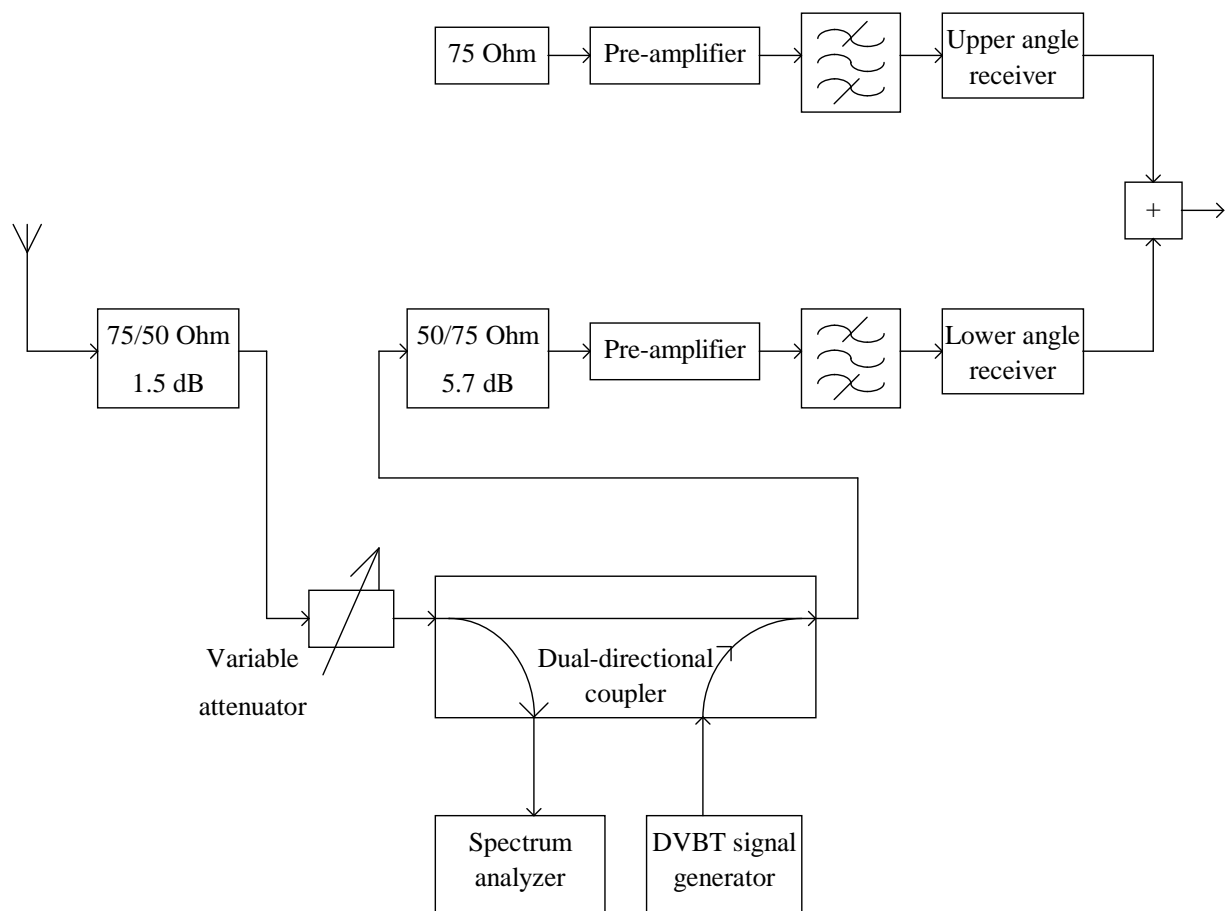 75 Ohm
Pre-amplifier
Upper angle
receiver
+
75/50 Ohm
1.5 dB
50/75 Ohm
5.7 dB
Pre-amplifier
Lower angle
receiver
Variable
attenuator
Dual-directional
coupler
Spectrum
analyzer
DVBT signal
generator